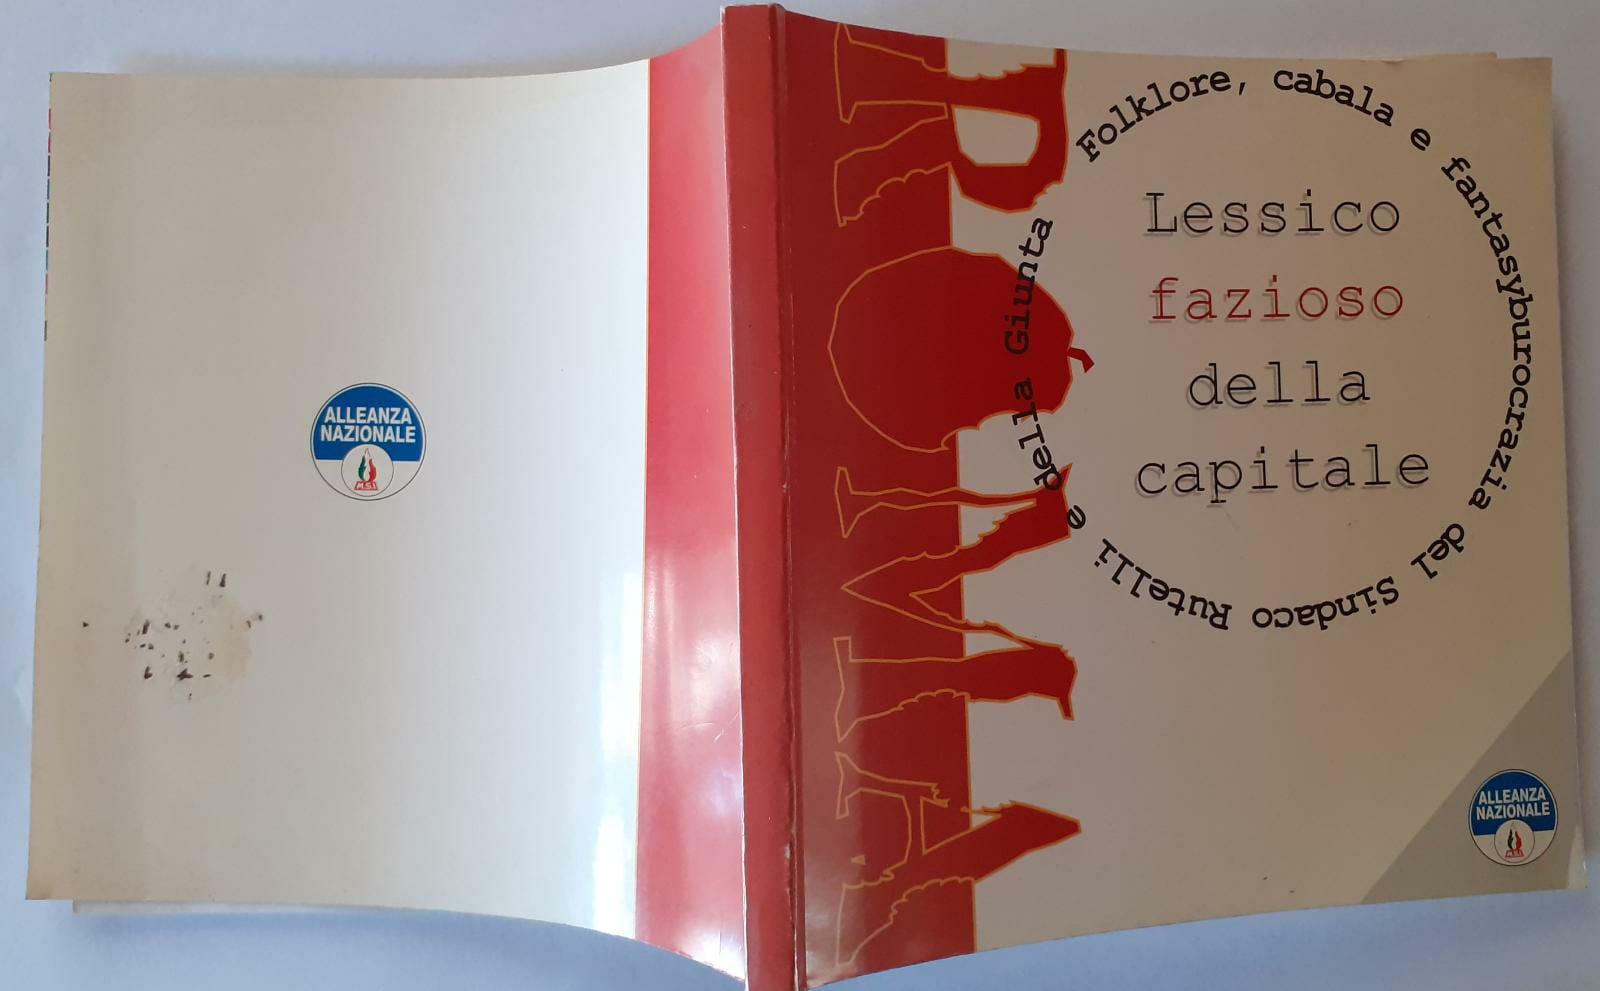 ALLEANZA
NAZIONALE
MSI
ROMA
Folklore, cabala e fantasyburocrazia del Sindaco Rutelli e della Giunta
Lessico
fazioso
della
capitale
ALLEANZA
NAZIONALE
MSI